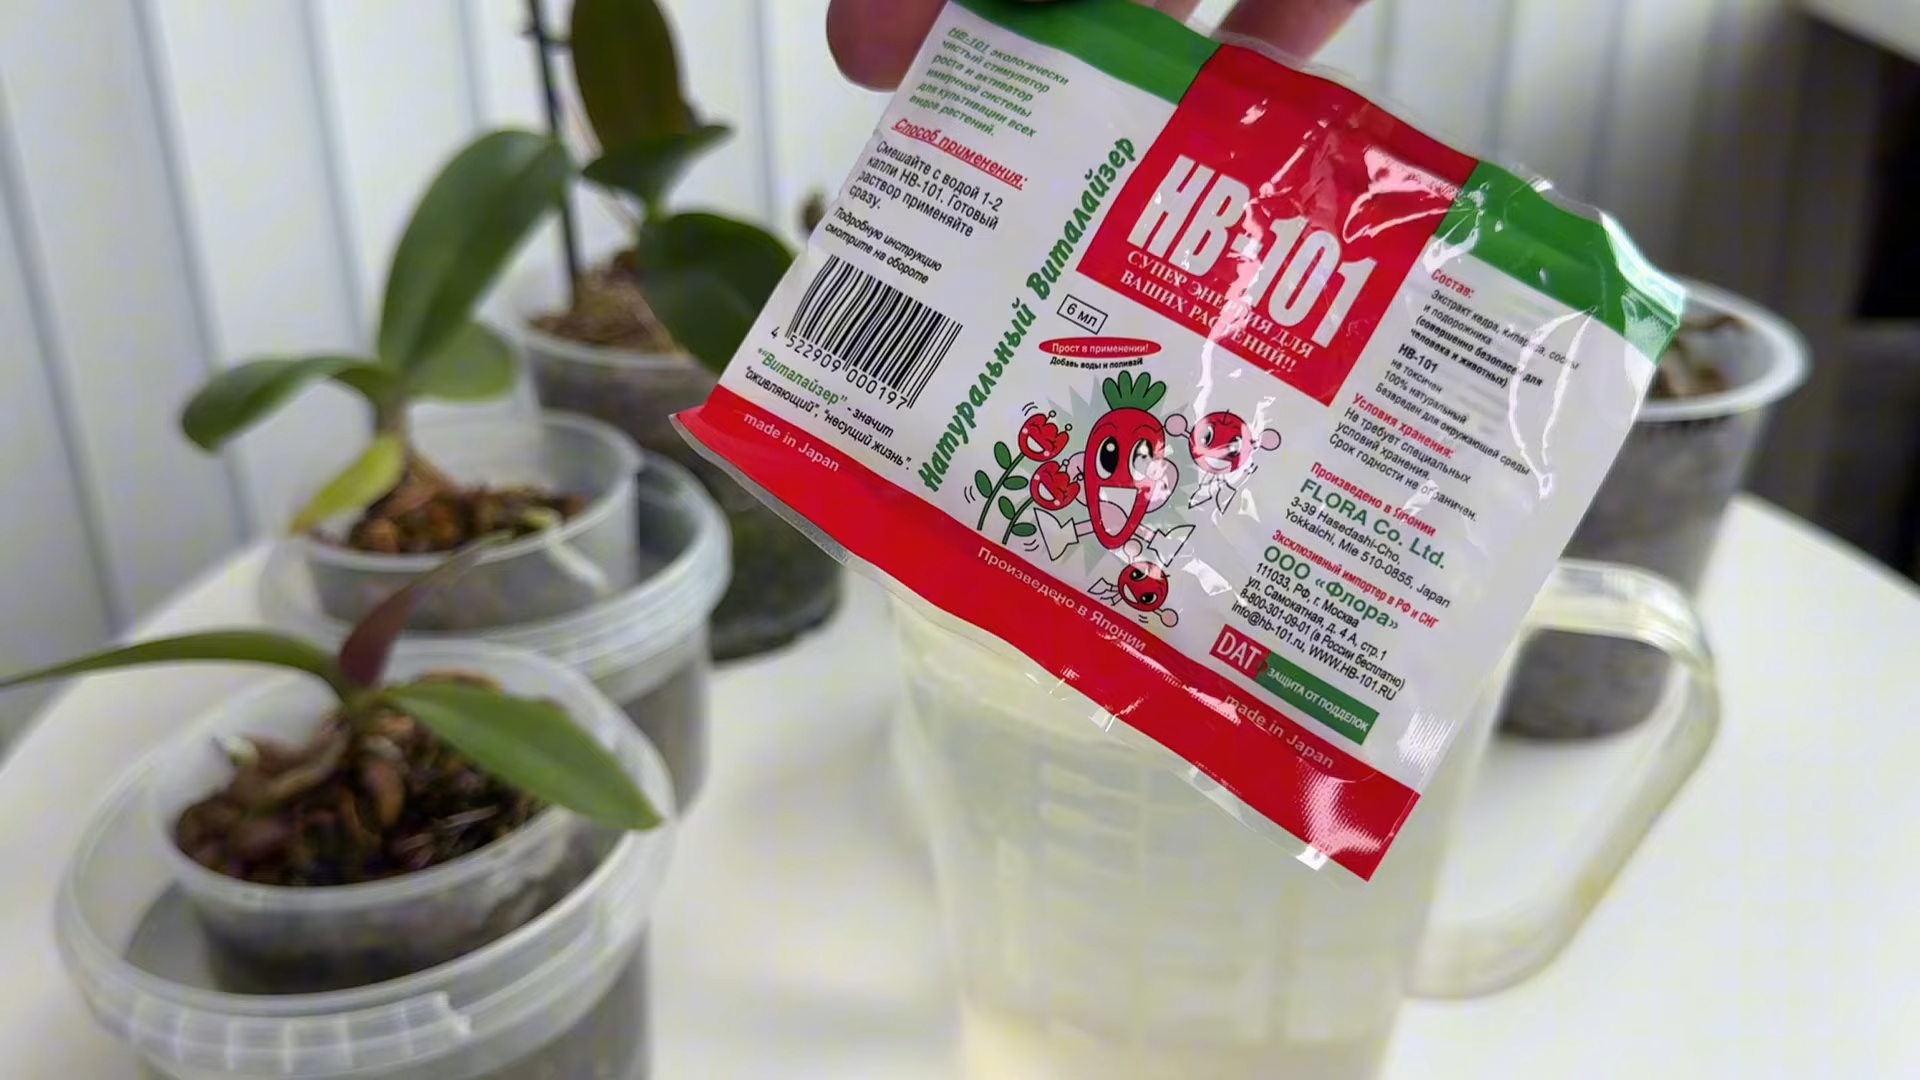 HB-101 экологически
чистый стимулятор
роста и активатор
иммунной системы
для культивации всех
видов растений.
Способ применения:
Смешайте с водой 1-2
капли HB-101. Готовый
раствор применяйте
сразу.
Подробную инструкцию
смотрите на обороте
4 522909 000197
"Виталайзер" - значит
"оживляющий", "несущий жизнь".
made in Japan
Натуральный Виталайзер
HB-101
СУПЕР ЭНЕРГИЯ ДЛЯ
ВАШИХ РАСТЕНИЙ!!
6 мл
Прост в применении!
Добавь воды и поливай
Произведено в Японии
Состав:
Экстракт кедра, кипариса, сосны
и подорожника
(совершенно безопасен для
человека и животных)
HB-101
не токсичен
100% натуральный
Безвреден для окружающей среды
Условия хранения:
Не требует специальных
условий хранения.
Срок годности не ограничен.
Произведено в Японии
FLORA Co. Ltd.
3-39 Hasedashi-Cho,
Yokkaichi, Mie 510-0855, Japan
Эксклюзивный импортер в РФ и СНГ
ООО «Флора»
111033, РФ, г. Москва
ул. Самокатная, д. 4 А, стр.1
8-800-301-09-01 (в России бесплатно)
info@hb-101.ru, WWW.HB-101.RU
DAT ЗАЩИТА ОТ ПОДДЕЛОК
made in Japan